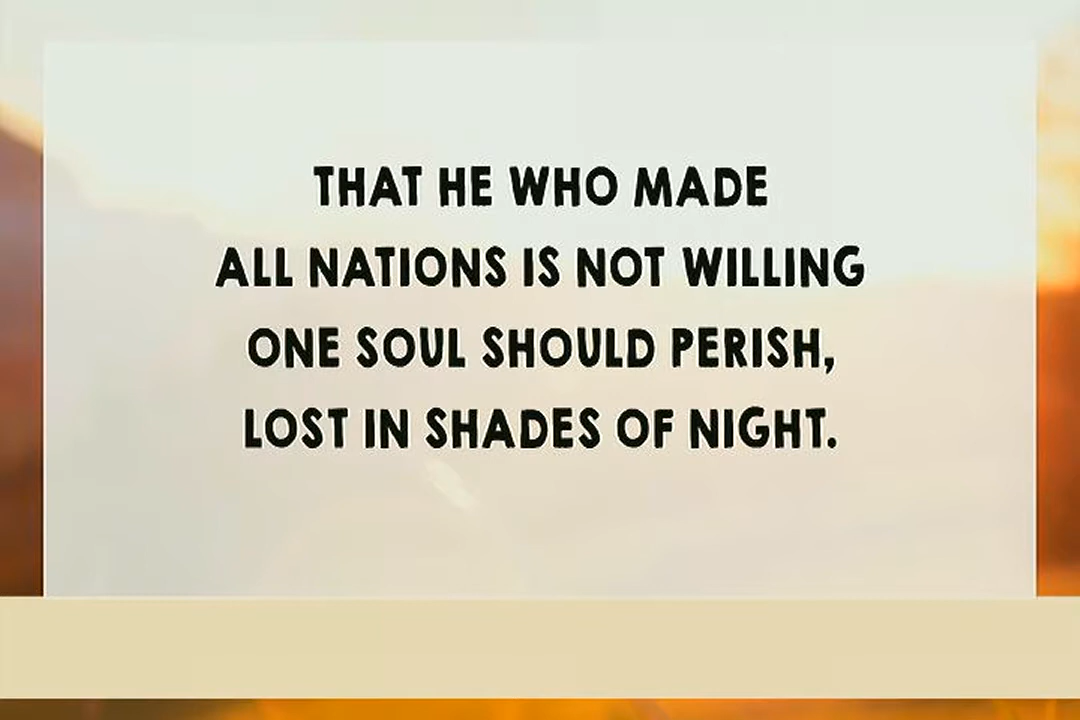 THAT HE WHO MADE
ALL NATIONS IS NOT WILLING
ONE SOUL SHOULD PERISH,
LOST IN SHADES OF NIGHT.